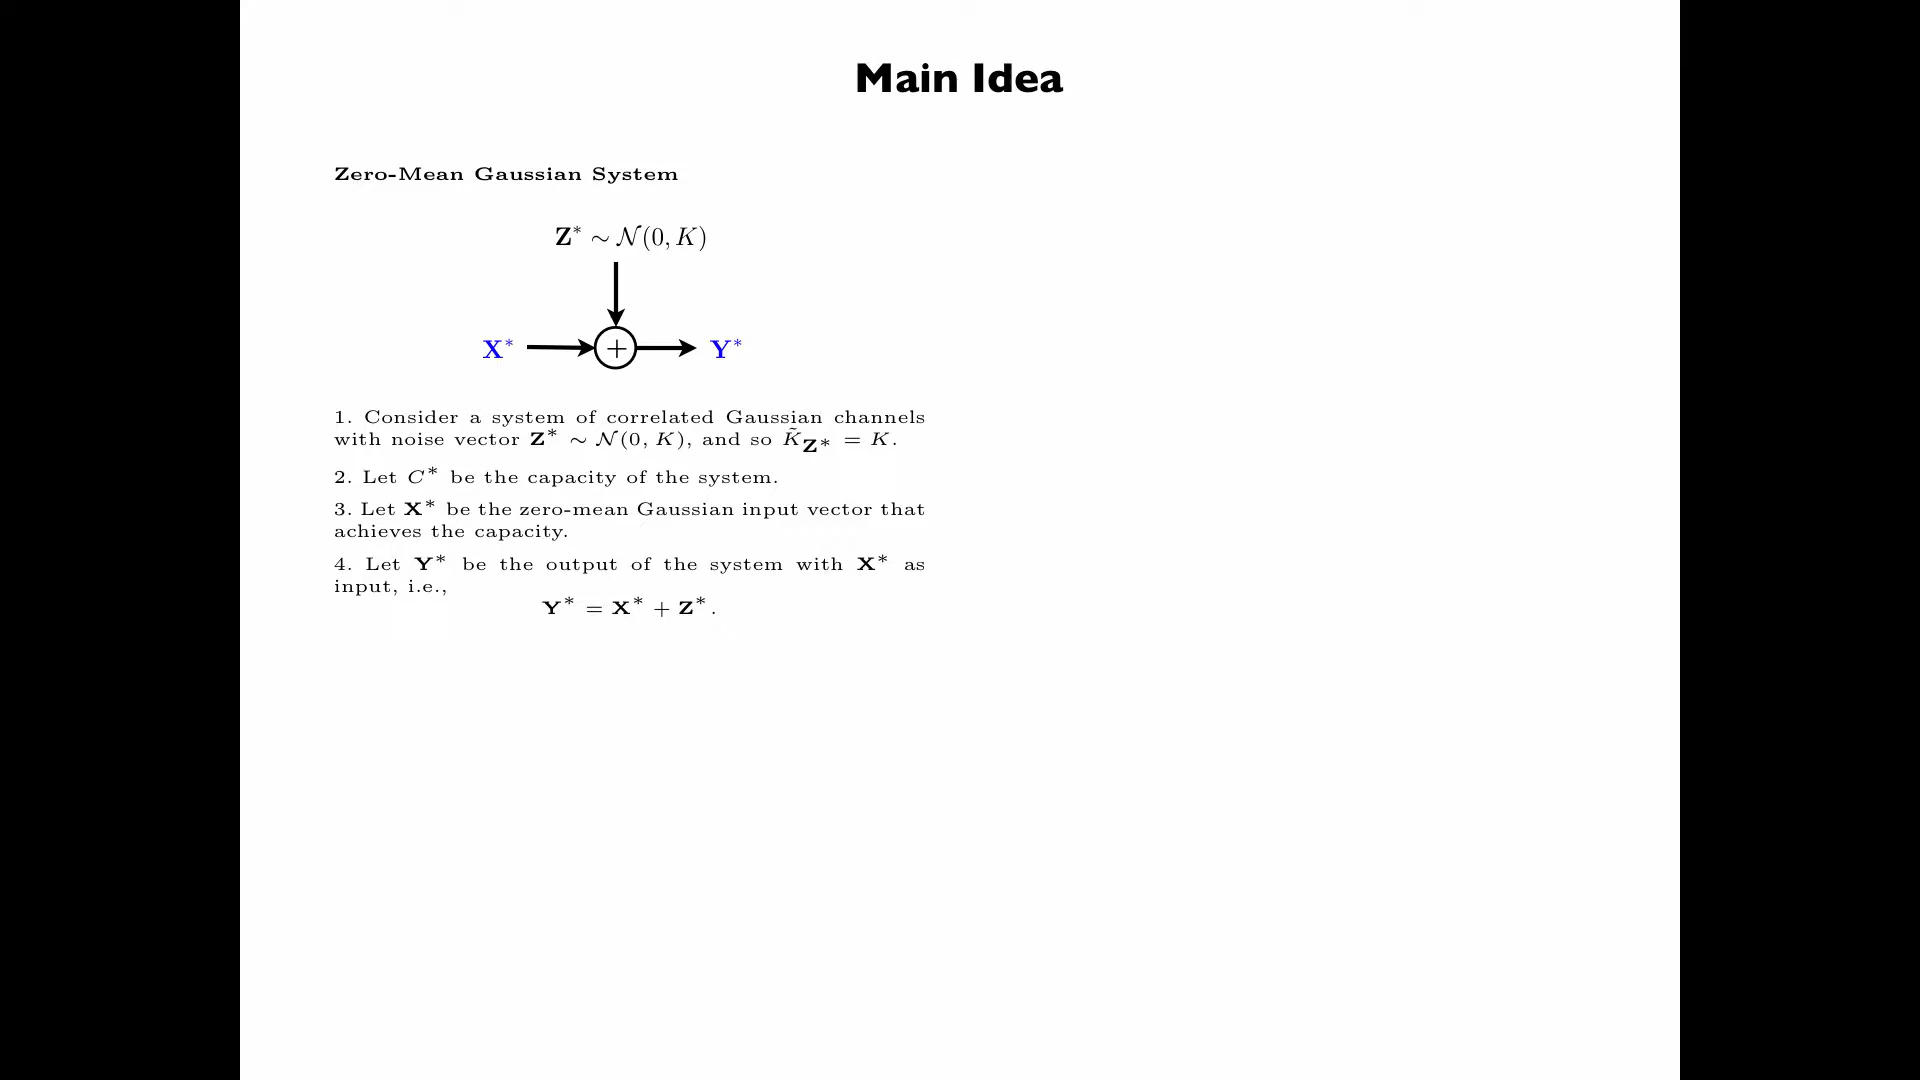 Main Idea
Zero-Mean Gaussian System
Z* ∼ 𝒩(0, K)
X* + Y*
1. Consider a system of correlated Gaussian channels
with noise vector Z* ∼ 𝒩(0, K), and so K̃_Z* = K.
2. Let C* be the capacity of the system.
3. Let X* be the zero-mean Gaussian input vector that
achieves the capacity.
4. Let Y* be the output of the system with X* as
input, i.e.,
Y* = X* + Z*.